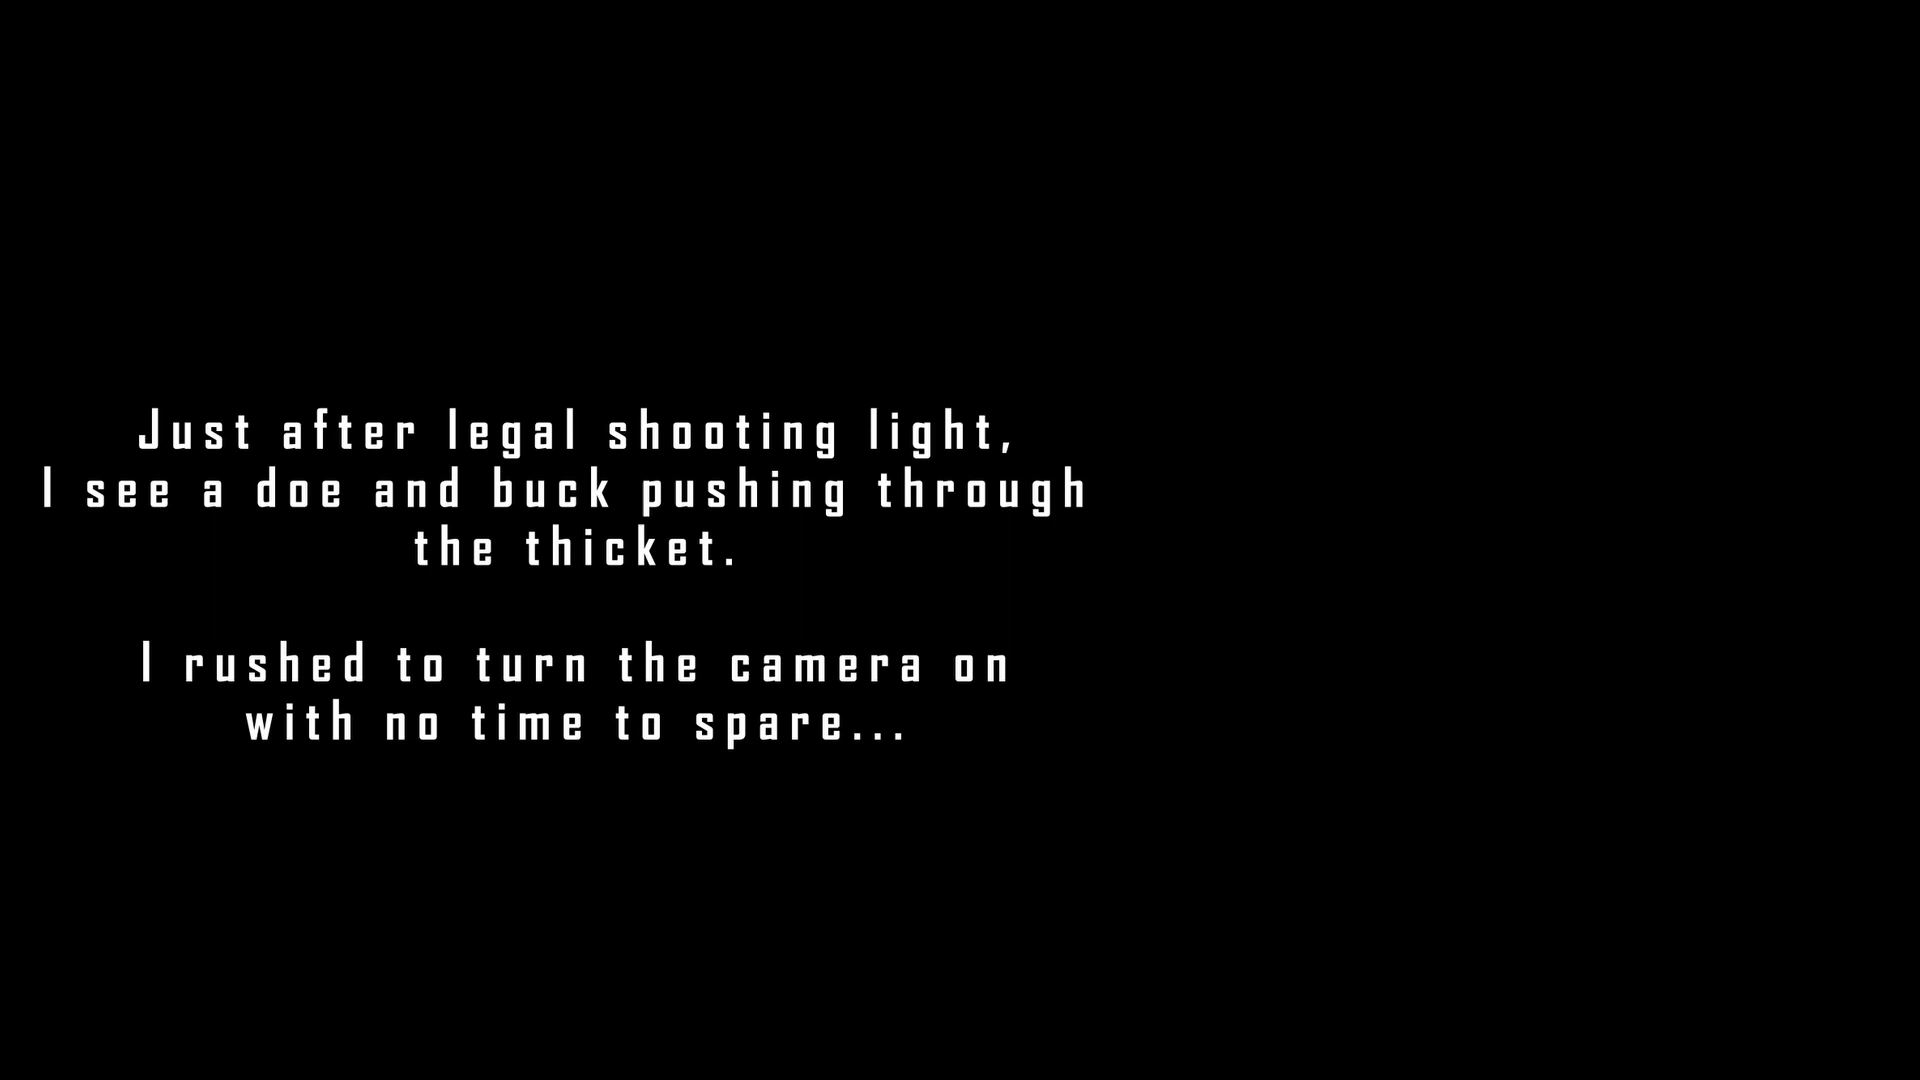 Just after legal shooting light,
I see a doe and buck pushing through
the thicket.
I rushed to turn the camera on
with no time to spare...